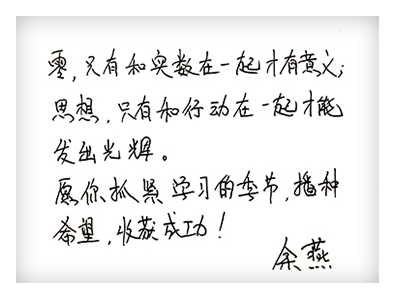 零，只有和实数在一起才有意义；
思想，只有和行动在一起才能
发出光辉。
愿你抓紧学习的季节，播种
希望，收获成功！
余燕